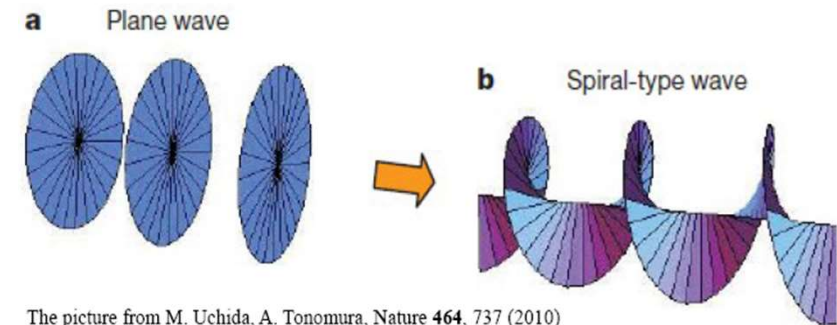 a Plane wave
b Spiral-type wave
The picture from M. Uchida, A. Tonomura, Nature 464, 737 (2010)